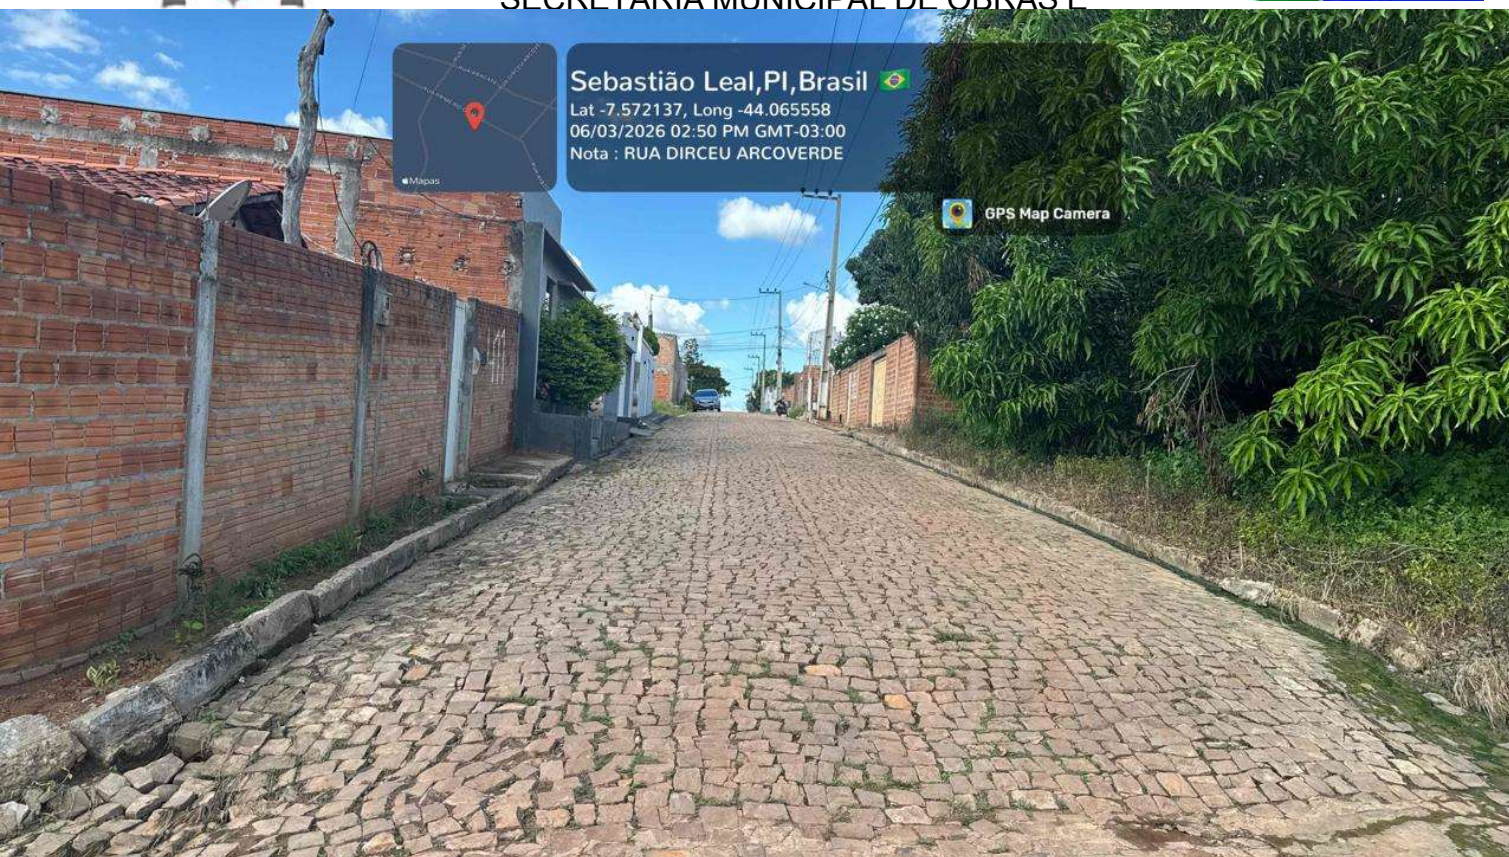 SECRETARIA MUNICIPAL DE OBRAS E
Sebastião Leal,PI,Brasil
Lat -7.572137, Long -44.065558
06/03/2026 02:50 PM GMT-03:00
Nota : RUA DIRCEU ARCOVERDE
Mapas
GPS Map Camera